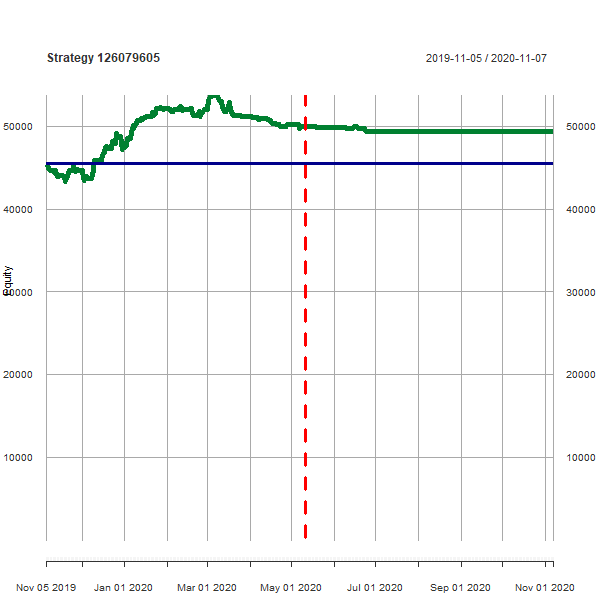 Strategy 126079605
2019-11-05 / 2020-11-07
50000
50000
40000
40000
Equity
30000
30000
20000
20000
10000
10000
Nov 05 2019
Jan 01 2020
Mar 01 2020
May 01 2020
Jul 01 2020
Sep 01 2020
Nov 01 2020